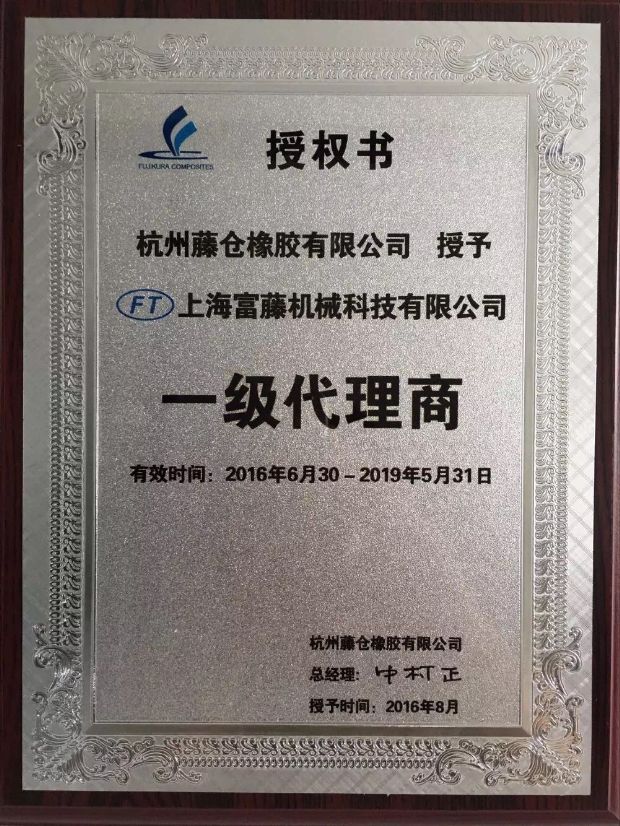 FUJIKURA COMPOSITES
授权书
杭州藤仓橡胶有限公司 授予
FT 上海富藤机械科技有限公司
一级代理商
有效时间：2016年6月30－2019年5月31日
杭州藤仓橡胶有限公司
总经理：中村正
授予时间：2016年8月